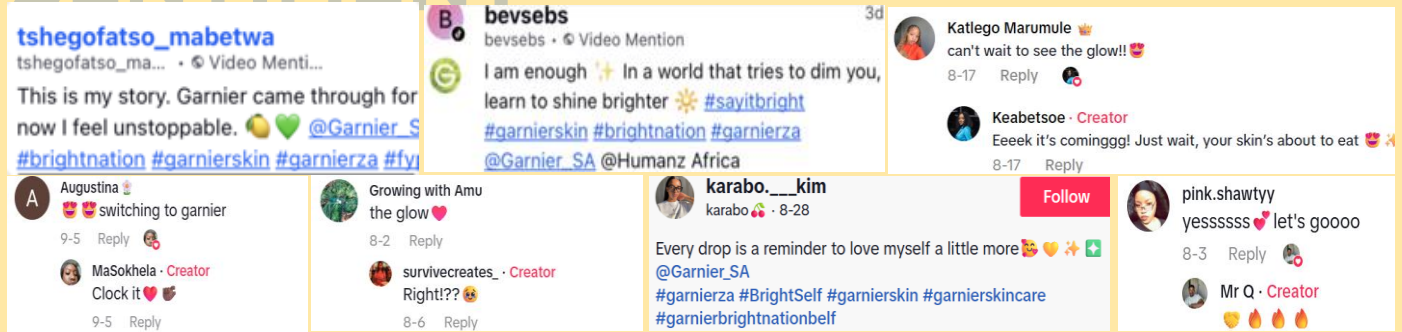 tshegofatso_mabetwa
tshegofatso_ma... • Video Menti...
This is my story. Garnier came through for
now I feel unstoppable. 🍋💚 @Garnier_S
#brightnation #garnierskin #garnierza #fyp
B bevsebs 3d
bevsebs • Video Mention
I am enough ✨ In a world that tries to dim you,
learn to shine brighter ☀️ #sayitbright
#garnierskin #brightnation #garnierza
@Garnier_SA @Humanz Africa
Katlego Marumule 👑
can't wait to see the glow!!😍
8-17 Reply
Keabetsoe · Creator
Eeeek it's cominggg! Just wait, your skin's about to eat 😍✨
8-17 Reply
A Augustina
😍😍switching to garnier
9-5 Reply
MaSokhela · Creator
Clock it
9-5 Reply
Growing with Amu
the glow
8-2 Reply
survivecreates_ · Creator
Right!?? 🥹
8-6 Reply
karabo.___kim
karabo🍒 · 8-28
Follow
Every drop is a reminder to love myself a little more🥰 💛 ✨ ❇️
@Garnier_SA
#garnierza #BrightSelf #garnierskin #garnierskincare
#garnierbrightnationbelf
pink.shawtyy
yessssss💕let's goooo
8-3 Reply
Mr Q · Creator
🔥 🔥 🔥